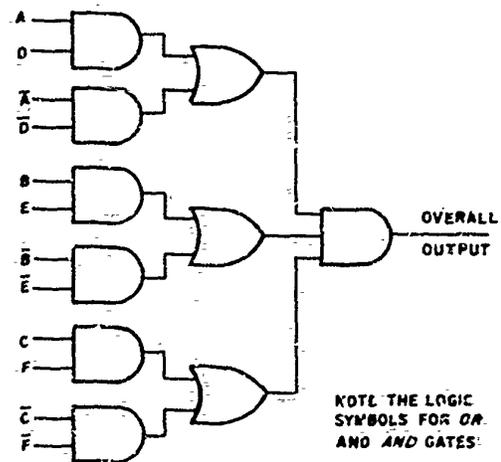 A
D
A̅
D̅
B
E
B̅
E̅
C
F
C̅
F̅
OVERALL
OUTPUT
NOTE THE LOGIC
SYMBOLS FOR OR
AND AND GATES